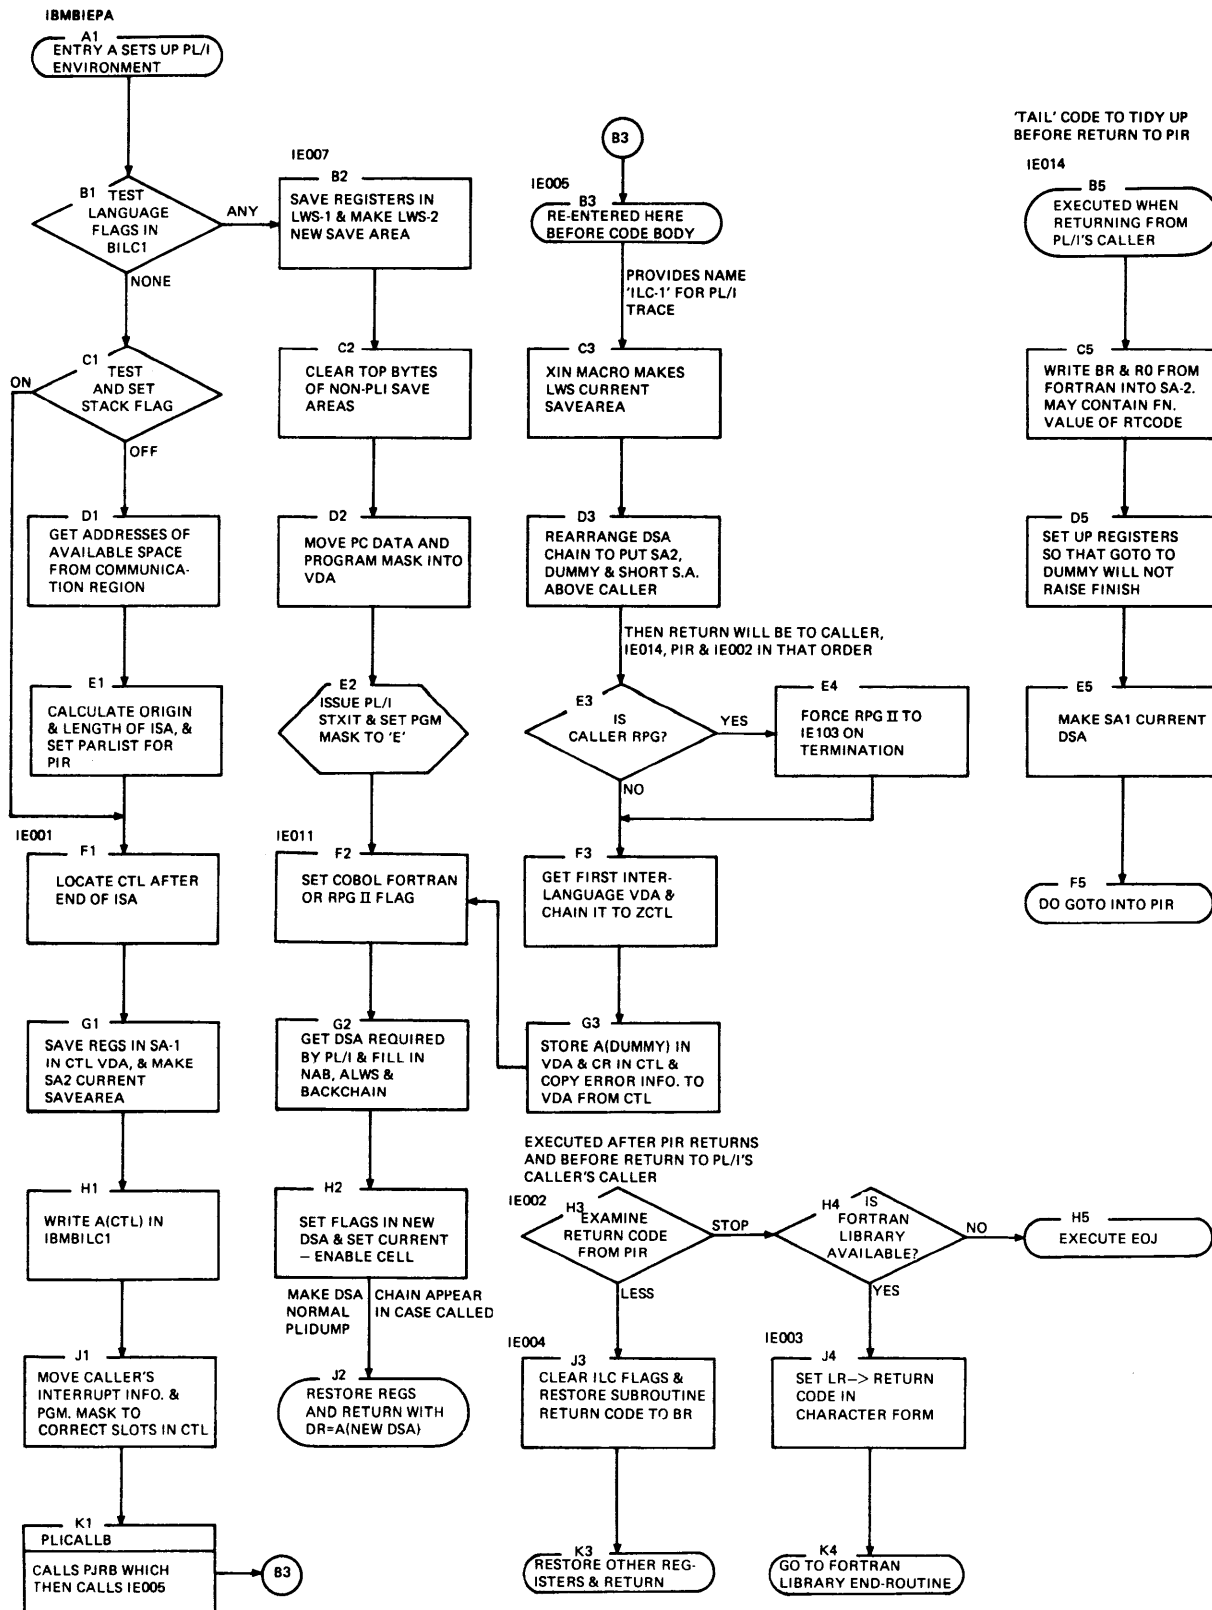 IBMBIEPA
A1
ENTRY A SETS UP PL/I
ENVIRONMENT
B1
TEST
LANGUAGE
FLAGS IN
BILC1
ANY
NONE
C1
TEST
AND SET
STACK FLAG
ON
OFF
D1
GET ADDRESSES OF
AVAILABLE SPACE
FROM COMMUNICA-
TION REGION
E1
CALCULATE ORIGIN
& LENGTH OF ISA, &
SET PARLIST FOR
PIR
IE001
F1
LOCATE CTL AFTER
END OF ISA
G1
SAVE REGS IN SA-1
IN CTL VDA, & MAKE
SA2 CURRENT
SAVEAREA
H1
WRITE A(CTL) IN
IBMBILC1
J1
MOVE CALLER'S
INTERRUPT INFO. &
PGM. MASK TO
CORRECT SLOTS IN CTL
K1
PLICALLB
CALLS PJRB WHICH
THEN CALLS IE005
B3
IE007
B2
SAVE REGISTERS IN
LWS-1 & MAKE LWS-2
NEW SAVE AREA
C2
CLEAR TOP BYTES
OF NON-PLI SAVE
AREAS
D2
MOVE PC DATA AND
PROGRAM MASK INTO
VDA
E2
ISSUE PL/I
STXIT & SET PGM
MASK TO 'E'
IE011
F2
SET COBOL FORTRAN
OR RPG II FLAG
G2
GET DSA REQUIRED
BY PL/I & FILL IN
NAB, ALWS &
BACKCHAIN
H2
SET FLAGS IN NEW
DSA & SET CURRENT
– ENABLE CELL
MAKE DSA CHAIN APPEAR
NORMAL IN CASE CALLED
PLIDUMP
J2
RESTORE REGS
AND RETURN WITH
DR=A(NEW DSA)
B3
IE005
B3
RE-ENTERED HERE
BEFORE CODE BODY
PROVIDES NAME
'ILC-1' FOR PL/I
TRACE
C3
XIN MACRO MAKES
LWS CURRENT
SAVEAREA
D3
REARRANGE DSA
CHAIN TO PUT SA2,
DUMMY & SHORT S.A.
ABOVE CALLER
THEN RETURN WILL BE TO CALLER,
IE014, PIR & IE002 IN THAT ORDER
E3
IS
CALLER RPG?
YES
NO
E4
FORCE RPG II TO
IE103 ON
TERMINATION
F3
GET FIRST INTER-
LANGUAGE VDA &
CHAIN IT TO ZCTL
G3
STORE A(DUMMY) IN
VDA & CR IN CTL &
COPY ERROR INFO. TO
VDA FROM CTL
EXECUTED AFTER PIR RETURNS
AND BEFORE RETURN TO PL/I'S
CALLER'S CALLER
IE002
H3
EXAMINE
RETURN CODE
FROM PIR
STOP
LESS
H4
IS
FORTRAN
LIBRARY
AVAILABLE?
NO
YES
H5
EXECUTE EOJ
IE004
J3
CLEAR ILC FLAGS &
RESTORE SUBROUTINE
RETURN CODE TO BR
IE003
J4
SET LR–> RETURN
CODE IN
CHARACTER FORM
K3
RESTORE OTHER REG-
ISTERS & RETURN
K4
GO TO FORTRAN
LIBRARY END-ROUTINE
'TAIL' CODE TO TIDY UP
BEFORE RETURN TO PIR
IE014
B5
EXECUTED WHEN
RETURNING FROM
PL/I'S CALLER
C5
WRITE BR & R0 FROM
FORTRAN INTO SA-2.
MAY CONTAIN FN.
VALUE OF RTCODE
D5
SET UP REGISTERS
SO THAT GOTO TO
DUMMY WILL NOT
RAISE FINISH
E5
MAKE SA1 CURRENT
DSA
F5
DO GOTO INTO PIR